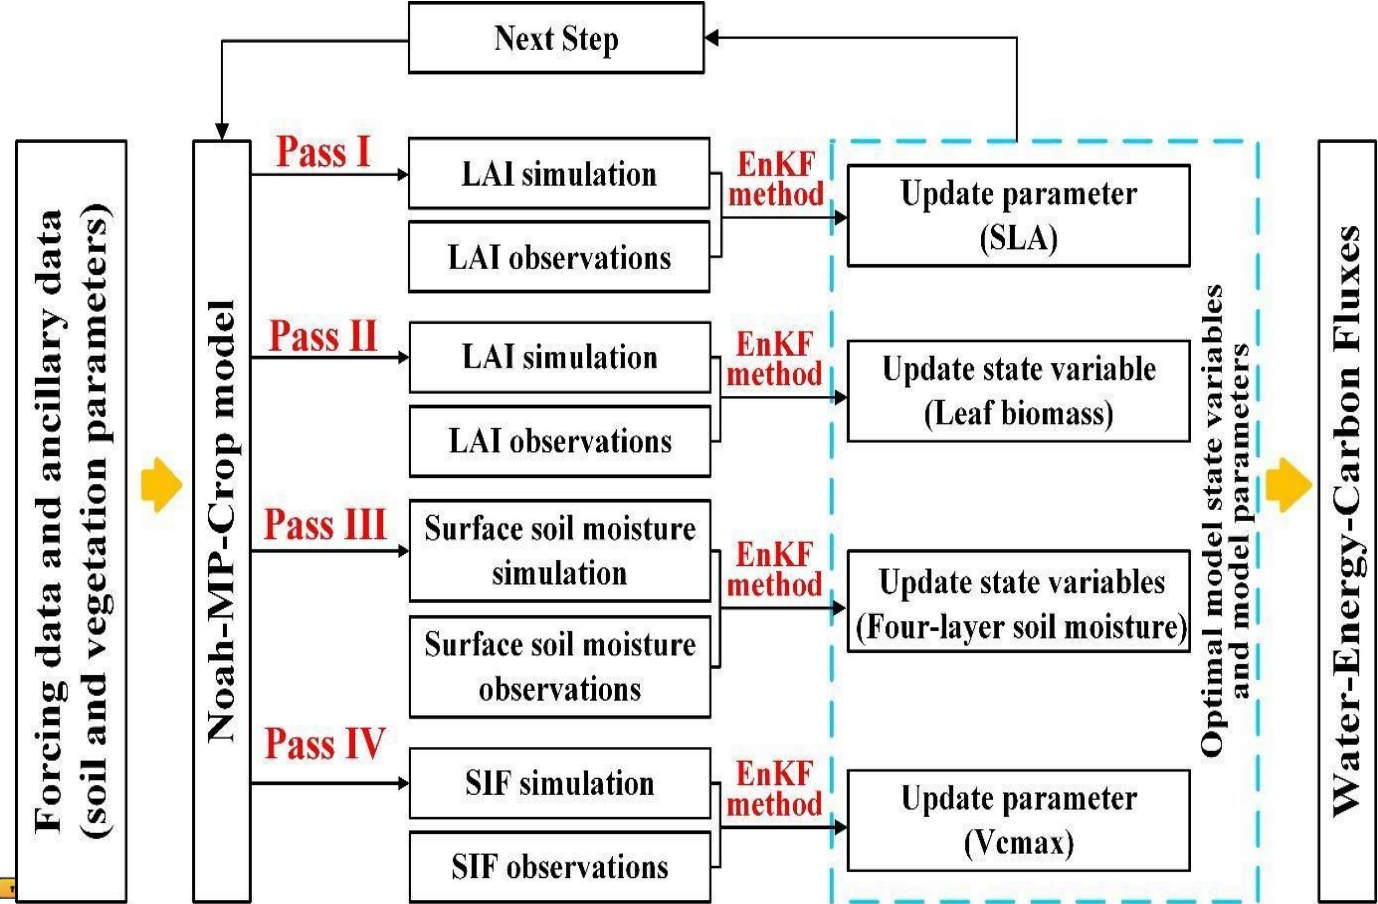 Next Step
Forcing data and ancillary data
(soil and vegetation parameters)
Noah-MP-Crop model
Pass I
LAI simulation
LAI observations
EnKF
method
Update parameter
(SLA)
Pass II
LAI simulation
LAI observations
EnKF
method
Update state variable
(Leaf biomass)
Pass III
Surface soil moisture
simulation
Surface soil moisture
observations
EnKF
method
Update state variables
(Four-layer soil moisture)
Pass IV
SIF simulation
SIF observations
EnKF
method
Update parameter
(Vcmax)
Optimal model state variables
and model parameters
Water-Energy-Carbon Fluxes